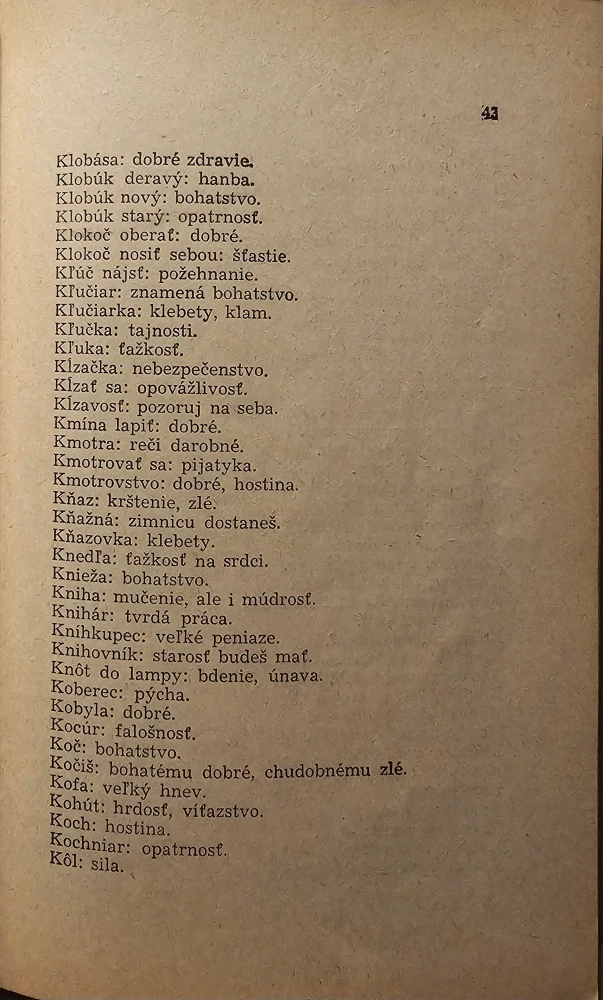 43
Klobása: dobré zdravie.
Klobúk deravý: hanba.
Klobúk nový: bohatstvo.
Klobúk starý: opatrnosť.
Klokoč oberať: dobré.
Klokoč nosiť sebou: šťastie.
Kľúč nájsť: požehnanie.
Kľučiar: znamená bohatstvo.
Kľučiarka: klebety, klam.
Kľučka: tajnosti.
Kľuka: ťažkosť.
Kĺzačka: nebezpečenstvo.
Kĺzať sa: opovážlivosť.
Kĺzavosť: pozoruj na seba.
Kmína lapiť: dobré.
Kmotra: reči darobné.
Kmotrovať sa: pijatyka.
Kmotrovstvo: dobré, hostina.
Kňaz: krštenie, zlé.
Kňažná: zimnicu dostaneš.
Kňazovka: klebety.
Knedľa: ťažkosť na srdci.
Knieža: bohatstvo.
Kniha: mučenie, ale i múdrosť.
Knihár: tvrdá práca.
Kníhkupec: veľké peniaze.
Knihovník: starosť budeš mať.
Knôt do lampy: bdenie, únava.
Koberec: pýcha.
Kobyla: dobré.
Kocúr: falošnosť.
Koč: bohatstvo.
Kočiš: bohatému dobré, chudobnému zlé.
Kofa: veľký hnev.
Kohút: hrdosť, víťazstvo.
Koch: hostina.
Kochniar: opatrnosť.
Kôl: sila.